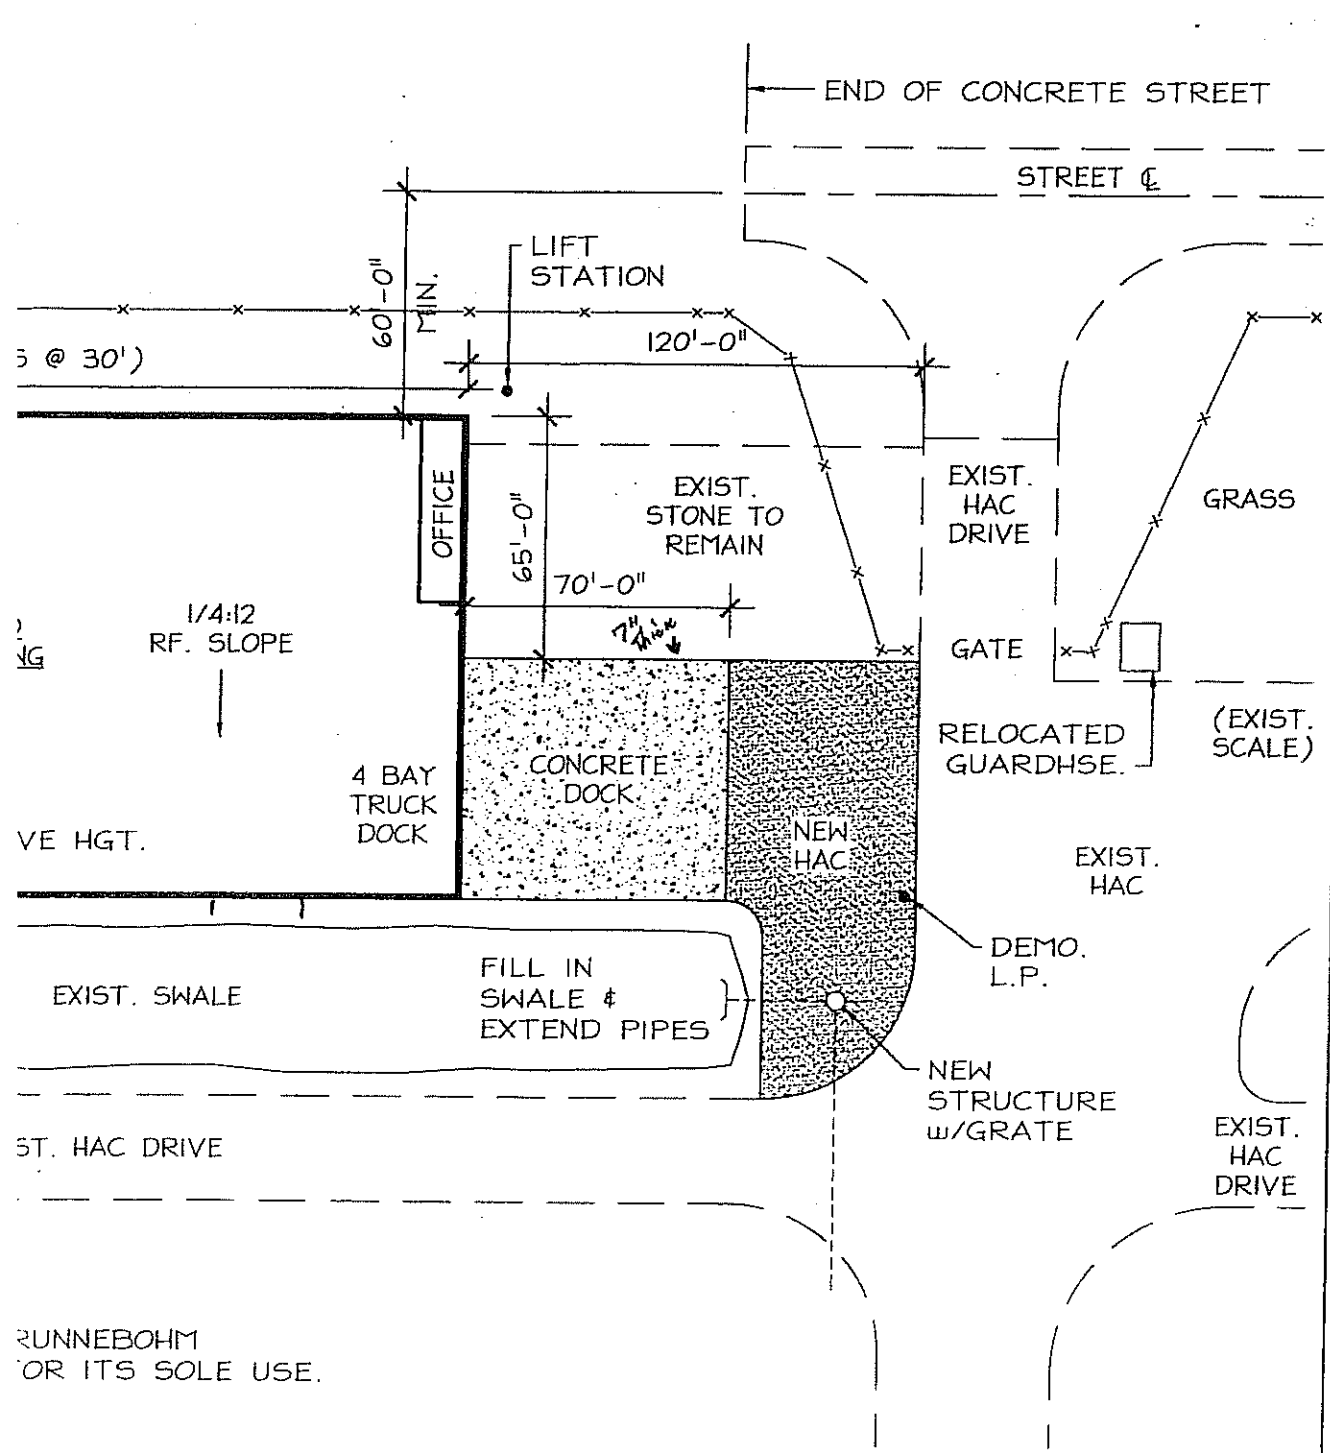 END OF CONCRETE STREET
STREET ℄
LIFT
STATION
60'-0"
MIN.
120'-0"
@ 30')
OFFICE
65'-0"
EXIST.
STONE TO
REMAIN
EXIST.
HAC
DRIVE
GRASS
70'-0"
7" thick
1/4:12
RF. SLOPE
NG
GATE
RELOCATED
GUARDHSE.
(EXIST.
SCALE)
4 BAY
TRUCK
DOCK
CONCRETE
DOCK
NEW
HAC
VE HGT.
EXIST.
HAC
DEMO.
L.P.
EXIST. SWALE
FILL IN
SWALE &
EXTEND PIPES
NEW
STRUCTURE
w/GRATE
ST. HAC DRIVE
EXIST.
HAC
DRIVE
RUNNEBOHM
OR ITS SOLE USE.